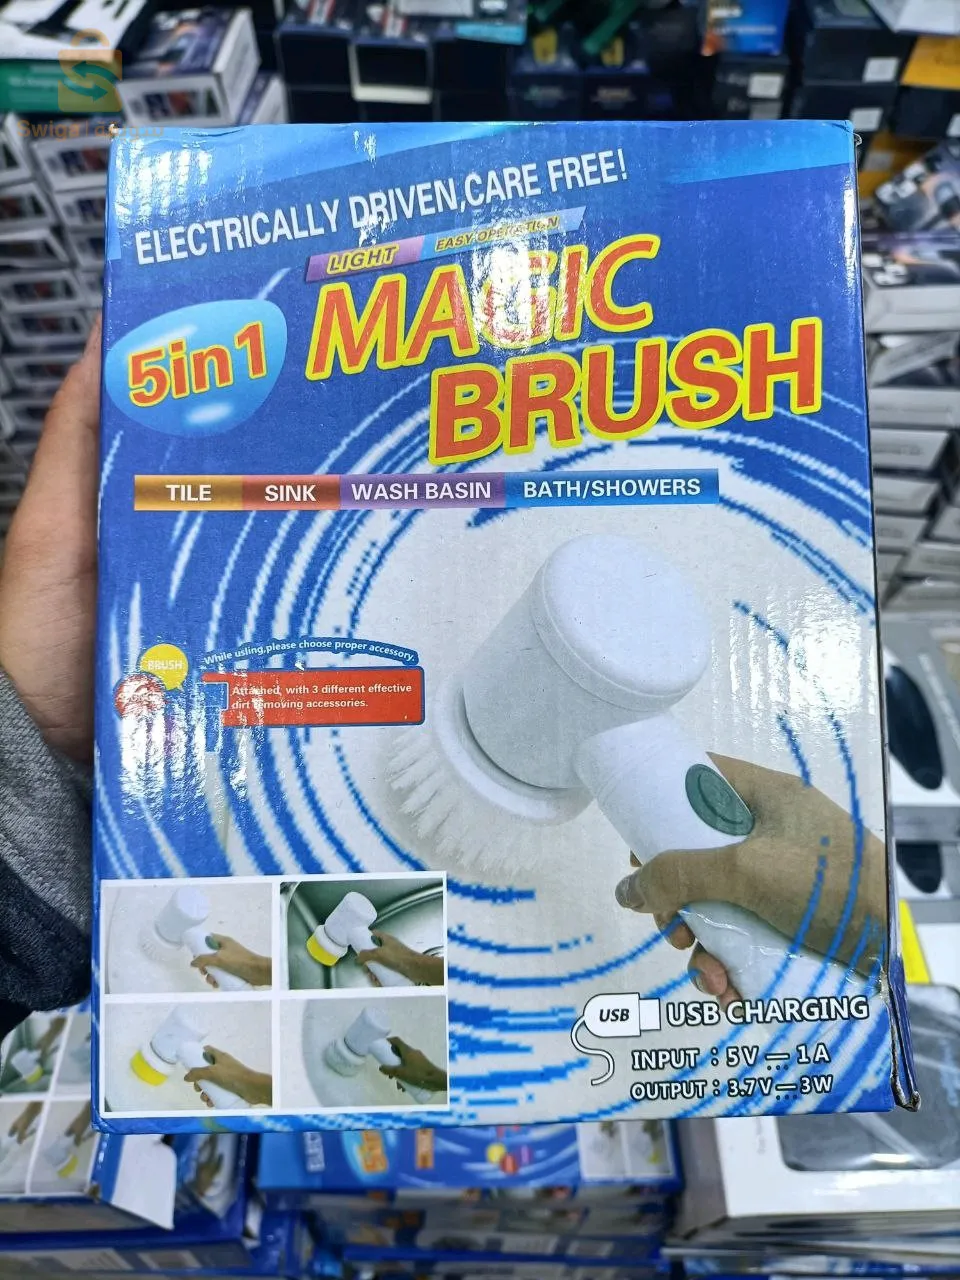 ELECTRICALLY DRIVEN,CARE FREE!
LIGHT EASY OPERATION
5in1
MAGIC
BRUSH
TILE SINK WASH BASIN BATH/SHOWERS
BRUSH
While usling,please choose proper accessory.
Attached with 3 different effective
dirt removing accessories.
USB
USB CHARGING
INPUT : 5V ⎓ 1A
OUTPUT : 3.7V ⎓ 3W